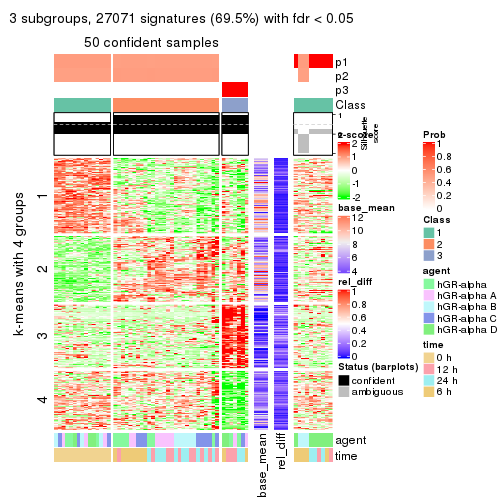 3 subgroups, 27071 signatures (69.5%) with fdr < 0.05
50 confident samples
p1
p2
p3
Class
1
Silhouette
score
k-means with 4 groups
1
2
3
4
z-score
2
1
0
-1
-2
base_mean
12
10
8
6
4
rel_diff
1
0.8
0.6
0.4
0.2
0
Status (barplots)
confident
ambiguous
Prob
1
0.8
0.6
0.4
0.2
0
Class
1
2
3
agent
hGR-alpha
hGR-alpha A
hGR-alpha B
hGR-alpha C
hGR-alpha D
time
0 h
12 h
24 h
6 h
agent
time
base_mean
rel_diff